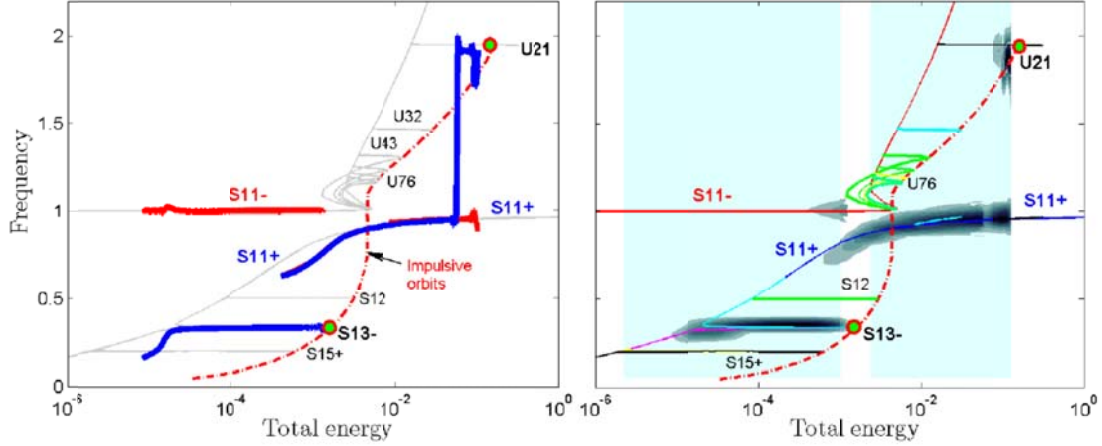 2
1.5
1
0.5
0
Frequency
10^-6
10^-4
10^-2
10^0
Total energy
U21
U32
U43
U76
S11-
S11+
S11+
Impulsive
orbits
S12
S13-
S15+
10^-6
10^-4
10^-2
10^0
Total energy
U21
U32
U43
U76
S11-
S11+
S11+
S12
S13-
S15+